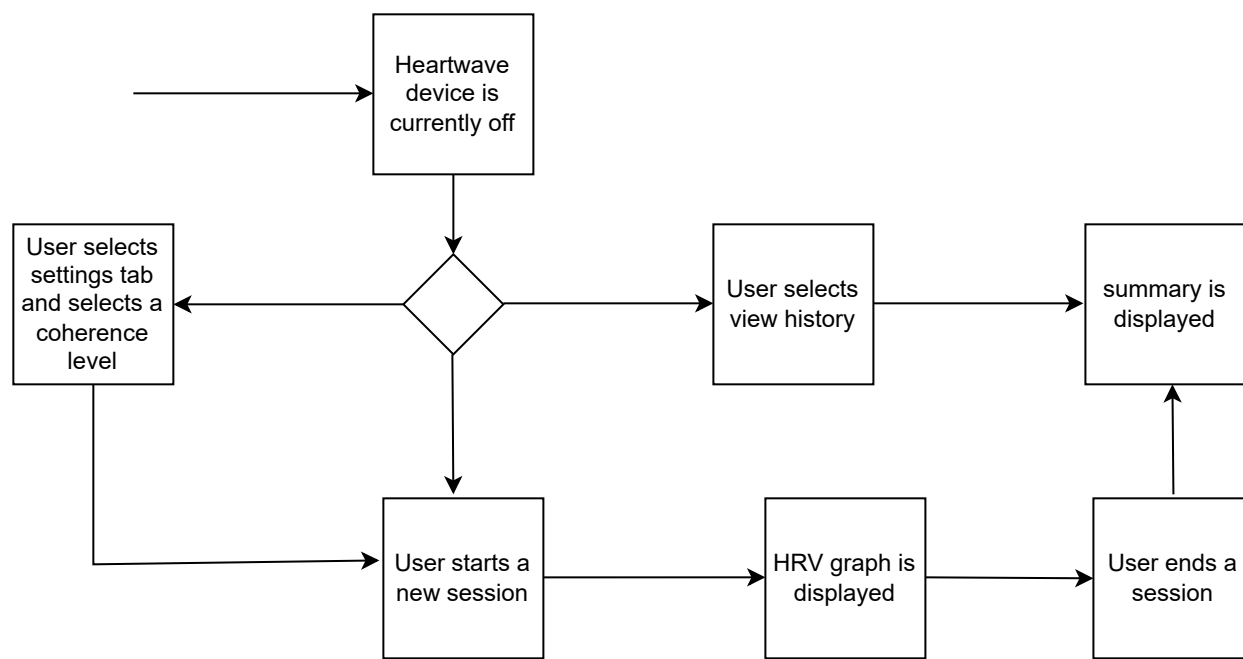 Heartwave
device is
currently off
User selects
settings tab
and selects a
coherence
level
User selects
view history
summary is
displayed
User starts a
new session
HRV graph is
displayed
User ends a
session